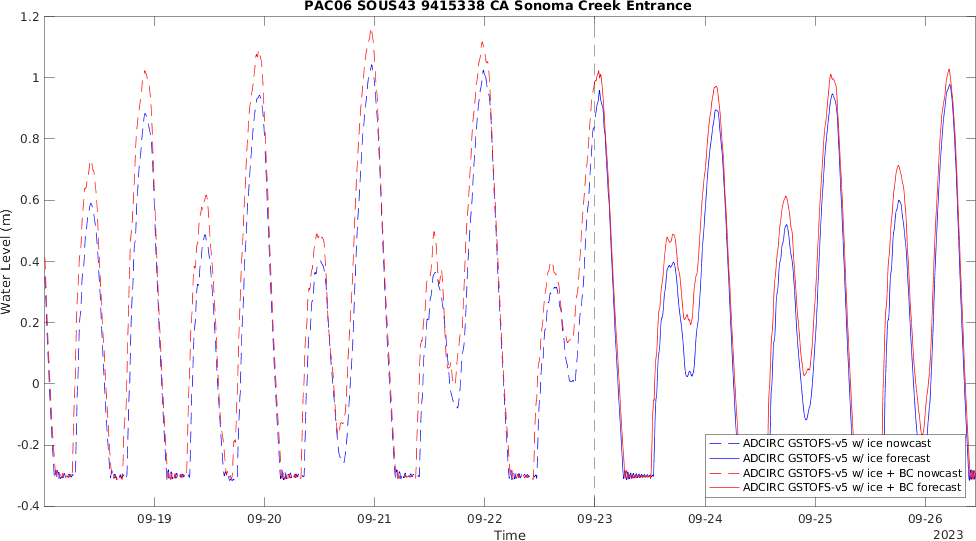 PAC06 SOUS43 9415338 CA Sonoma Creek Entrance
1.2
1
0.8
0.6
0.4
0.2
0
-0.2
-0.4
Water Level (m)
ADCIRC GSTOFS-v5 w/ ice nowcast
ADCIRC GSTOFS-v5 w/ ice forecast
ADCIRC GSTOFS-v5 w/ ice + BC nowcast
ADCIRC GSTOFS-v5 w/ ice + BC forecast
09-19
09-20
09-21
09-22
09-23
09-24
09-25
09-26
Time
2023